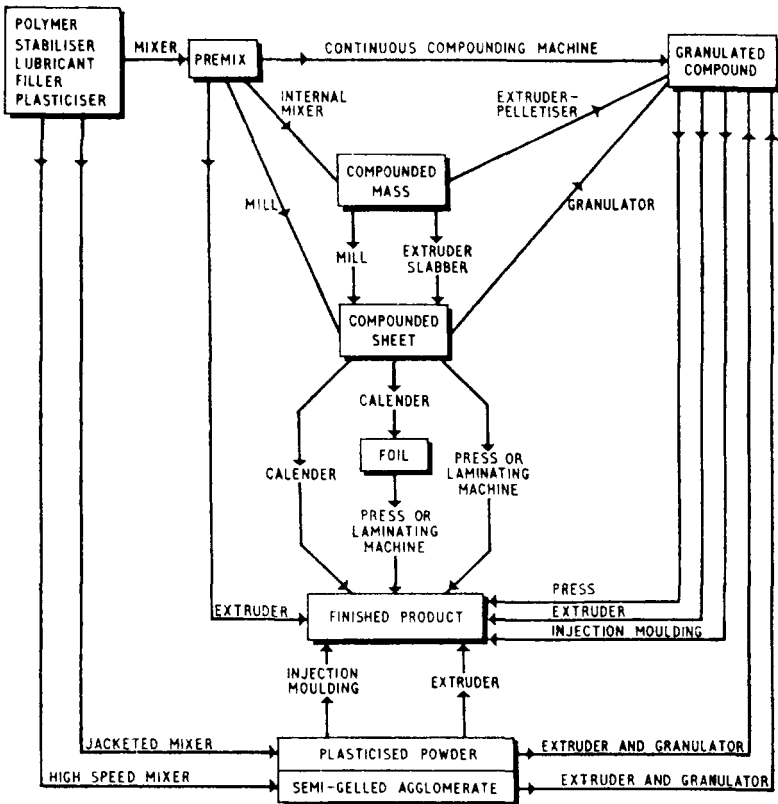 POLYMER
STABILISER
LUBRICANT
FILLER
PLASTICISER
MIXER
PREMIX
CONTINUOUS COMPOUNDING MACHINE
GRANULATED
COMPOUND
INTERNAL
MIXER
EXTRUDER-
PELLETISER
COMPOUNDED
MASS
MILL
GRANULATOR
MILL
EXTRUDER
SLABBER
COMPOUNDED
SHEET
CALENDER
FOIL
CALENDER
PRESS OR
LAMINATING
MACHINE
PRESS OR
LAMINATING
MACHINE
PRESS
EXTRUDER
FINISHED PRODUCT
EXTRUDER
INJECTION MOULDING
INJECTION
MOULDING
EXTRUDER
JACKETED MIXER
PLASTICISED POWDER
EXTRUDER AND GRANULATOR
HIGH SPEED MIXER
SEMI-GELLED AGGLOMERATE
EXTRUDER AND GRANULATOR